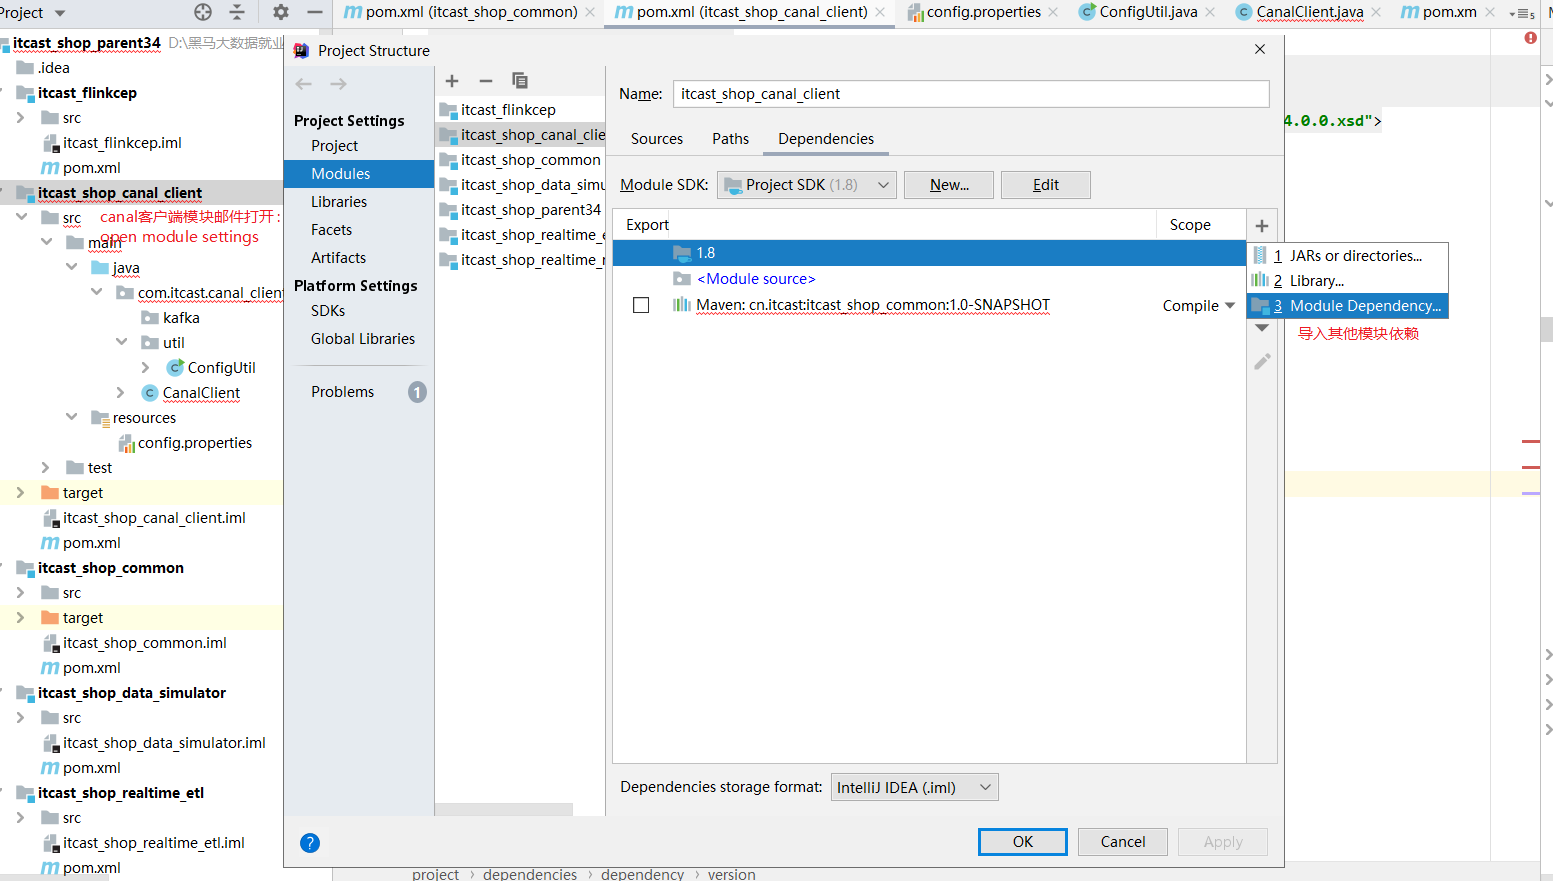 Project
pom.xml (itcast_shop_common)
pom.xml (itcast_shop_canal_client)
config.properties
ConfigUtil.java
CanalClient.java
pom.xm
5
itcast_shop_parent34 D:\黑马大数据就业
.idea
itcast_flinkcep
src
itcast_flinkcep.iml
pom.xml
itcast_shop_canal_client
src
canal客户端模块邮件打开：
open module settings
main
java
com.itcast.canal_client
kafka
util
ConfigUtil
CanalClient
resources
config.properties
test
target
itcast_shop_canal_client.iml
pom.xml
itcast_shop_common
src
target
itcast_shop_common.iml
pom.xml
itcast_shop_data_simulator
src
itcast_shop_data_simulator.iml
pom.xml
itcast_shop_realtime_etl
src
itcast_shop_realtime_etl.iml
pom.xml
Project Structure
Project Settings
Project
Modules
Libraries
Facets
Artifacts
Platform Settings
SDKs
Global Libraries
Problems 1
itcast_flinkcep
itcast_shop_canal_clie
itcast_shop_common
itcast_shop_data_simu
itcast_shop_parent34
itcast_shop_realtime_e
itcast_shop_realtime_r
Name: itcast_shop_canal_client
Sources Paths Dependencies
Module SDK: Project SDK (1.8) New... Edit
Export Scope
1.8
<Module source>
Maven: cn.itcast:itcast_shop_common:1.0-SNAPSHOT Compile
1 JARs or directories...
2 Library...
3 Module Dependency...
导入其他模块依赖
4.0.0.xsd">
Dependencies storage format: IntelliJ IDEA (.iml)
? OK Cancel Apply
project › dependencies › dependency › version